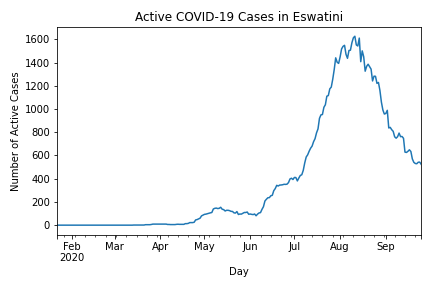 Active COVID-19 Cases in Eswatini
Number of Active Cases
1600
1400
1200
1000
800
600
400
200
0
Feb Mar Apr May Jun Jul Aug Sep
2020
Day